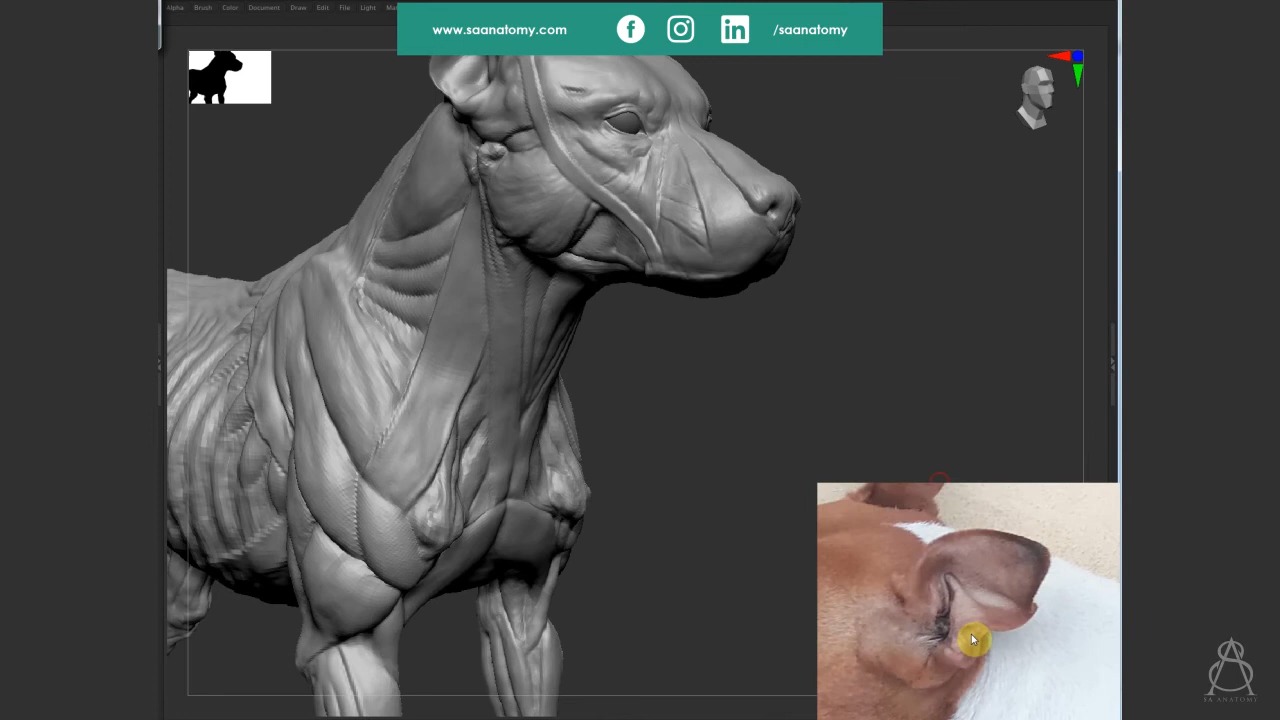 Alpha Brush Color Document Draw Edit File Light
www.saanatomy.com /saanatomy
SA ANATOMY